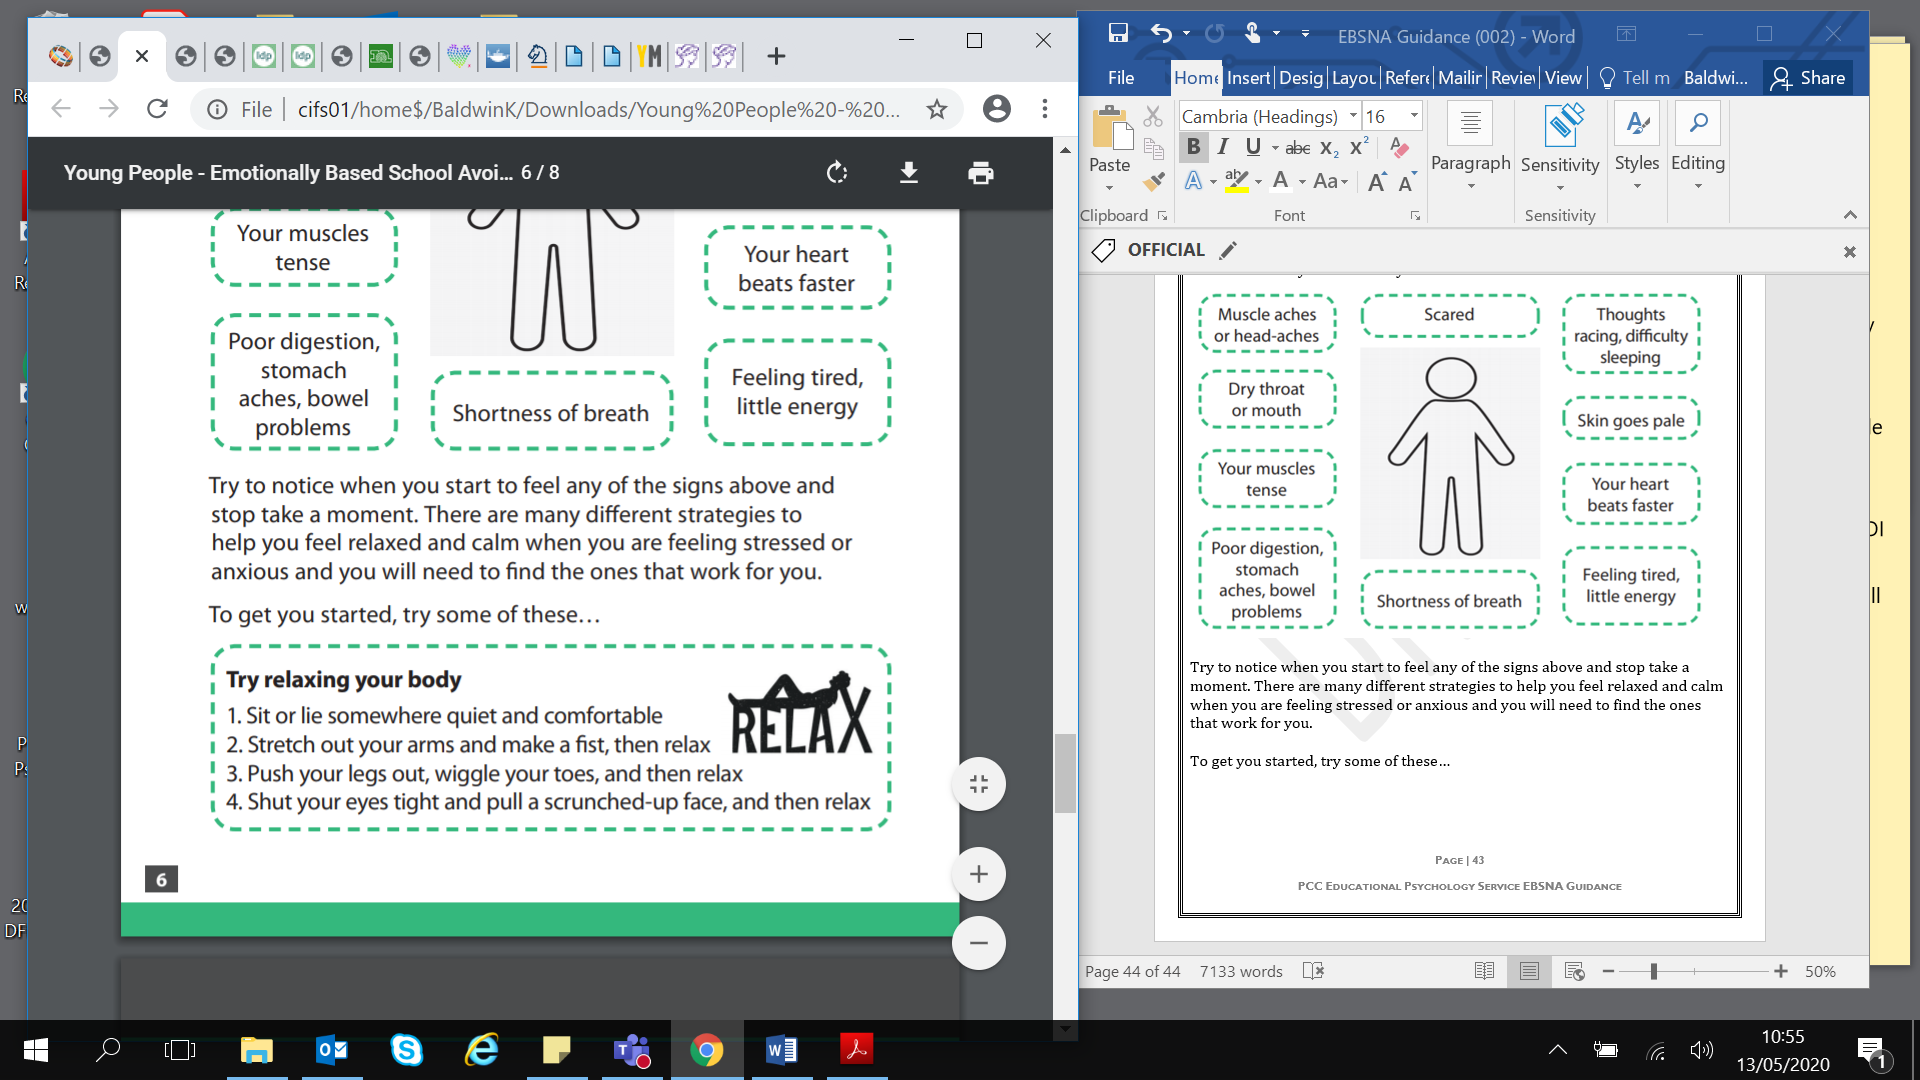 EBSNA Guidance (002) - Word
File
Home
Insert
Desig
Layou
Refere
Mailin
Review
View
Tell m
Baldwi...
Share
File
cifs01/home$/BaldwinK/Downloads/Young%20People%20-%20...
Cambria (Headings)
16
Paste
Paragraph
Sensitivity
Styles
Editing
Clipboard
Font
Sensitivity
OFFICIAL
Young People - Emotionally Based School Avoi... 6 / 8
Your muscles
tense
Your heart
beats faster
Poor digestion,
stomach
aches, bowel
problems
Shortness of breath
Feeling tired,
little energy
Try to notice when you start to feel any of the signs above and
stop take a moment. There are many different strategies to
help you feel relaxed and calm when you are feeling stressed or
anxious and you will need to find the ones that work for you.
To get you started, try some of these…
Try relaxing your body
RELAX
1. Sit or lie somewhere quiet and comfortable
2. Stretch out your arms and make a fist, then relax
3. Push your legs out, wiggle your toes, and then relax
4. Shut your eyes tight and pull a scrunched-up face, and then relax
6
Muscle aches
or head-aches
Scared
Thoughts
racing, difficulty
sleeping
Dry throat
or mouth
Skin goes pale
Your muscles
tense
Your heart
beats faster
Poor digestion,
stomach
aches, bowel
problems
Shortness of breath
Feeling tired,
little energy
Try to notice when you start to feel any of the signs above and stop take a
moment. There are many different strategies to help you feel relaxed and calm
when you are feeling stressed or anxious and you will need to find the ones
that work for you.
To get you started, try some of these…
PAGE | 43
PCC EDUCATIONAL PSYCHOLOGY SERVICE EBSNA GUIDANCE
Page 44 of 44
7133 words
50%
10:55
13/05/2020
1